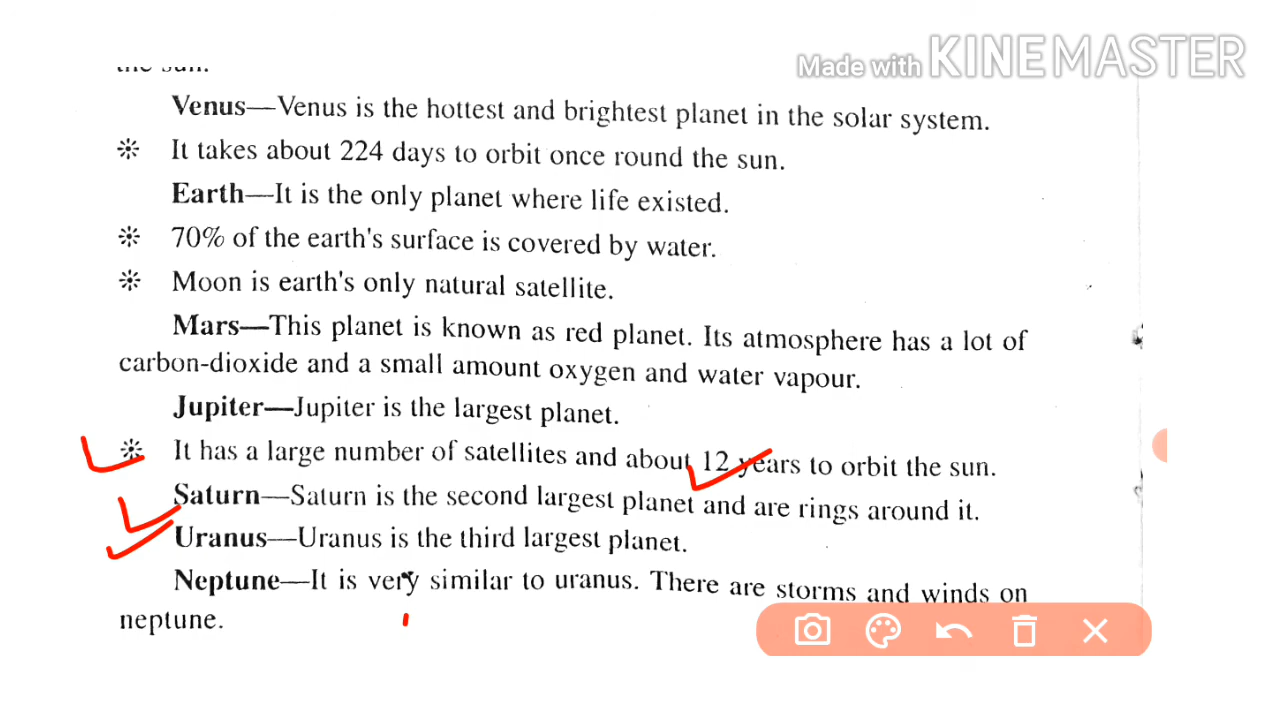 Made with KINEMASTER
the sun.
Venus—Venus is the hottest and brightest planet in the solar system.
It takes about 224 days to orbit once round the sun.
Earth—It is the only planet where life existed.
70% of the earth's surface is covered by water.
Moon is earth's only natural satellite.
Mars—This planet is known as red planet. Its atmosphere has a lot of
carbon-dioxide and a small amount oxygen and water vapour.
Jupiter—Jupiter is the largest planet.
It has a large number of satellites and about 12 years to orbit the sun.
Saturn—Saturn is the second largest planet and are rings around it.
Uranus—Uranus is the third largest planet.
Neptune—It is very similar to uranus. There are storms and winds on
neptune.